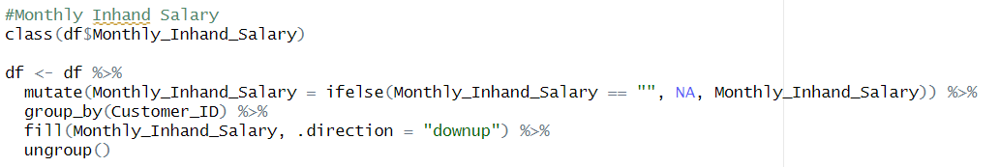 #Monthly Inhand Salary
class(df$Monthly_Inhand_Salary)
df <- df %>%
mutate(Monthly_Inhand_Salary = ifelse(Monthly_Inhand_Salary == "", NA, Monthly_Inhand_Salary)) %>%
group_by(Customer_ID) %>%
fill(Monthly_Inhand_Salary, .direction = "downup") %>%
ungroup()